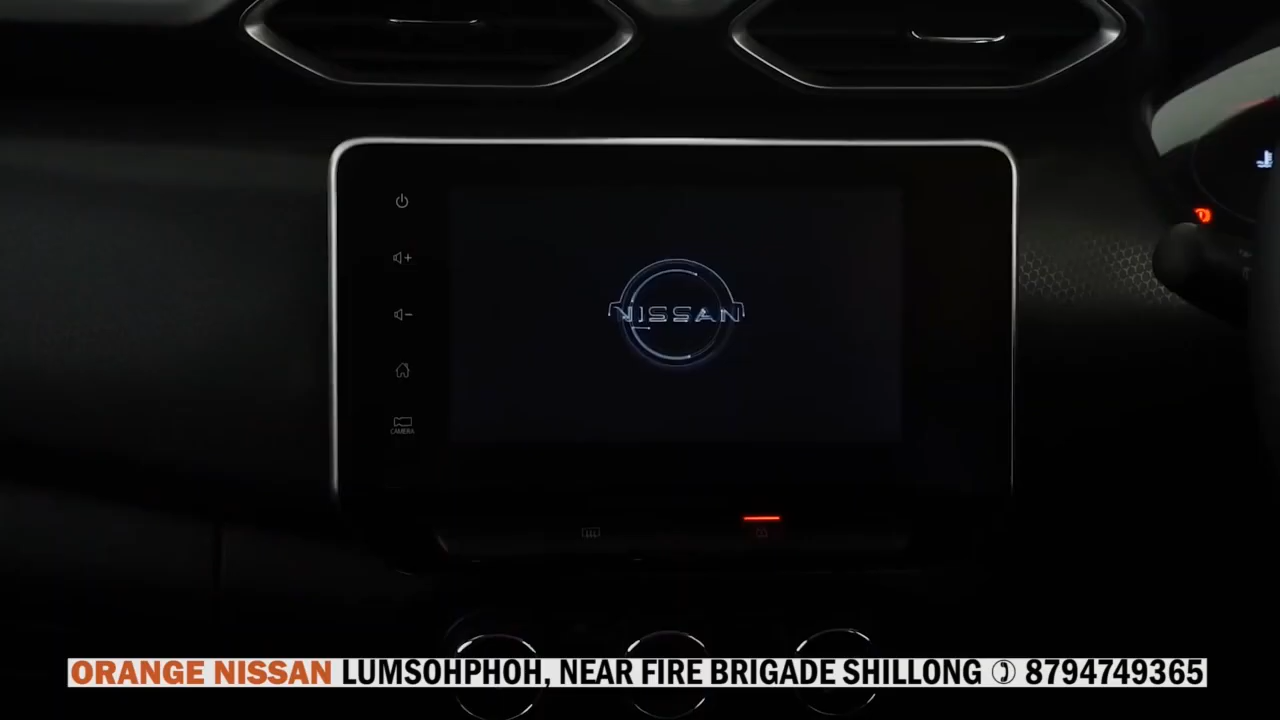 NISSAN
CAMERA
ORANGE NISSAN LUMSOHPHOH, NEAR FIRE BRIGADE SHILLONG ✆ 8794749365